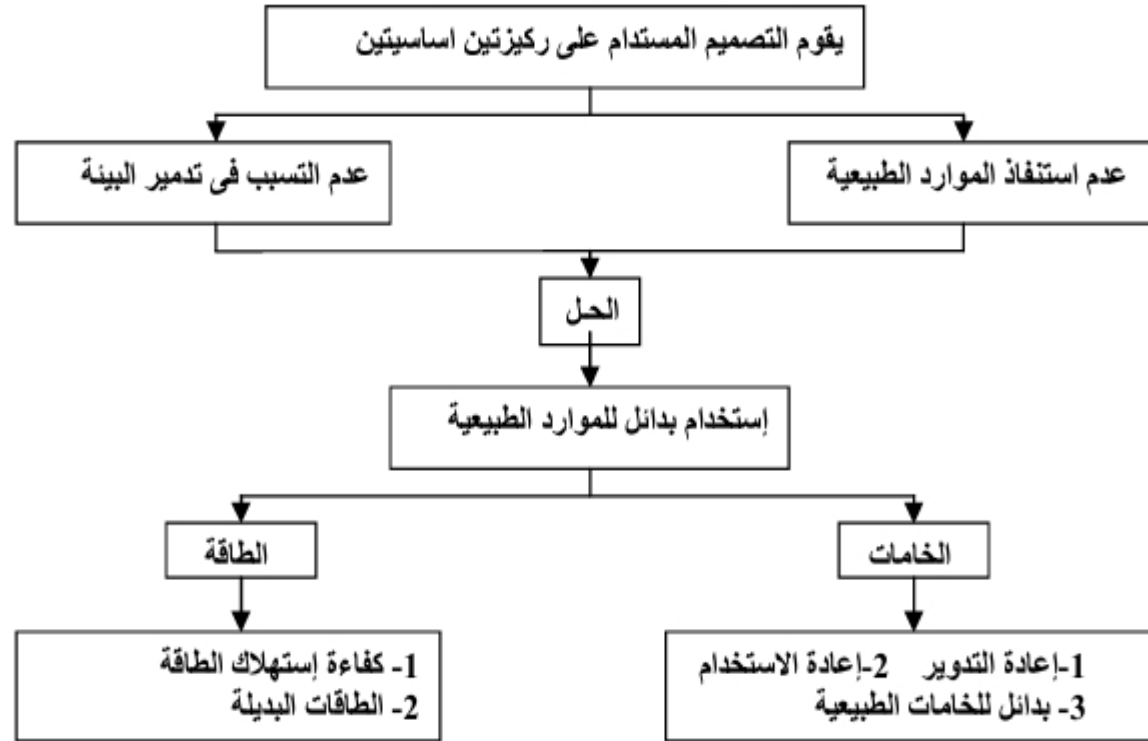 يقوم التصميم المستدام على ركيزتين اساسيتين
عدم استنفاذ الموارد الطبيعية
عدم التسبب فى تدمير البيئة
الحل
إستخدام بدائل للموارد الطبيعية
الخامات
الطاقة
1-إعادة التدوير 2-إعادة الاستخدام
3- بدائل للخامات الطبيعية
1- كفاءة إستهلاك الطاقة
2- الطاقات البديلة